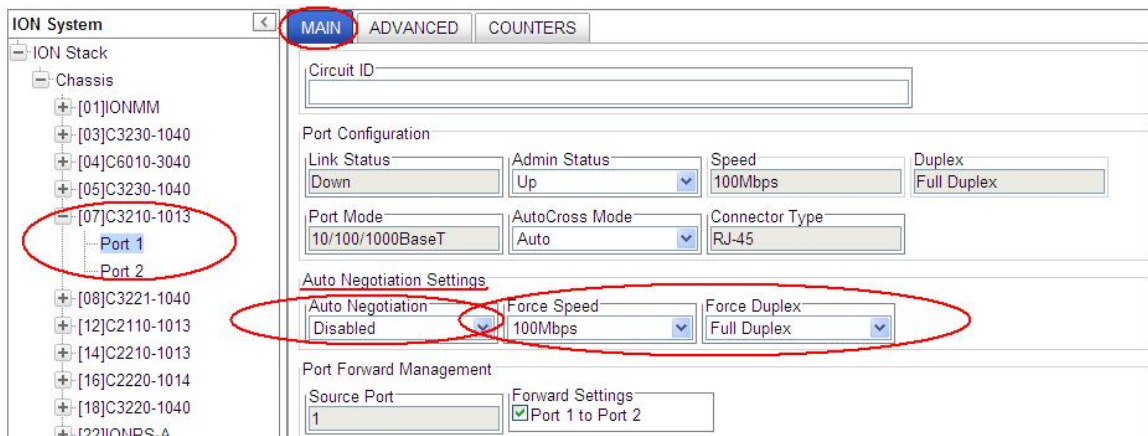 ION System
<
ION Stack
Chassis
[01]IONMM
[03]C3230-1040
[04]C6010-3040
[05]C3230-1040
[07]C3210-1013
Port 1
Port 2
[08]C3221-1040
[12]C2110-1013
[14]C2210-1013
[16]C2220-1014
[18]C3220-1040
[22]IONPS-A
MAIN ADVANCED COUNTERS
Circuit ID
Port Configuration
Link Status Admin Status Speed Duplex
Down Up 100Mbps Full Duplex
Port Mode AutoCross Mode Connector Type
10/100/1000BaseT Auto RJ-45
Auto Negotiation Settings
Auto Negotiation Force Speed Force Duplex
Disabled 100Mbps Full Duplex
Port Forward Management
Source Port Forward Settings
1 Port 1 to Port 2